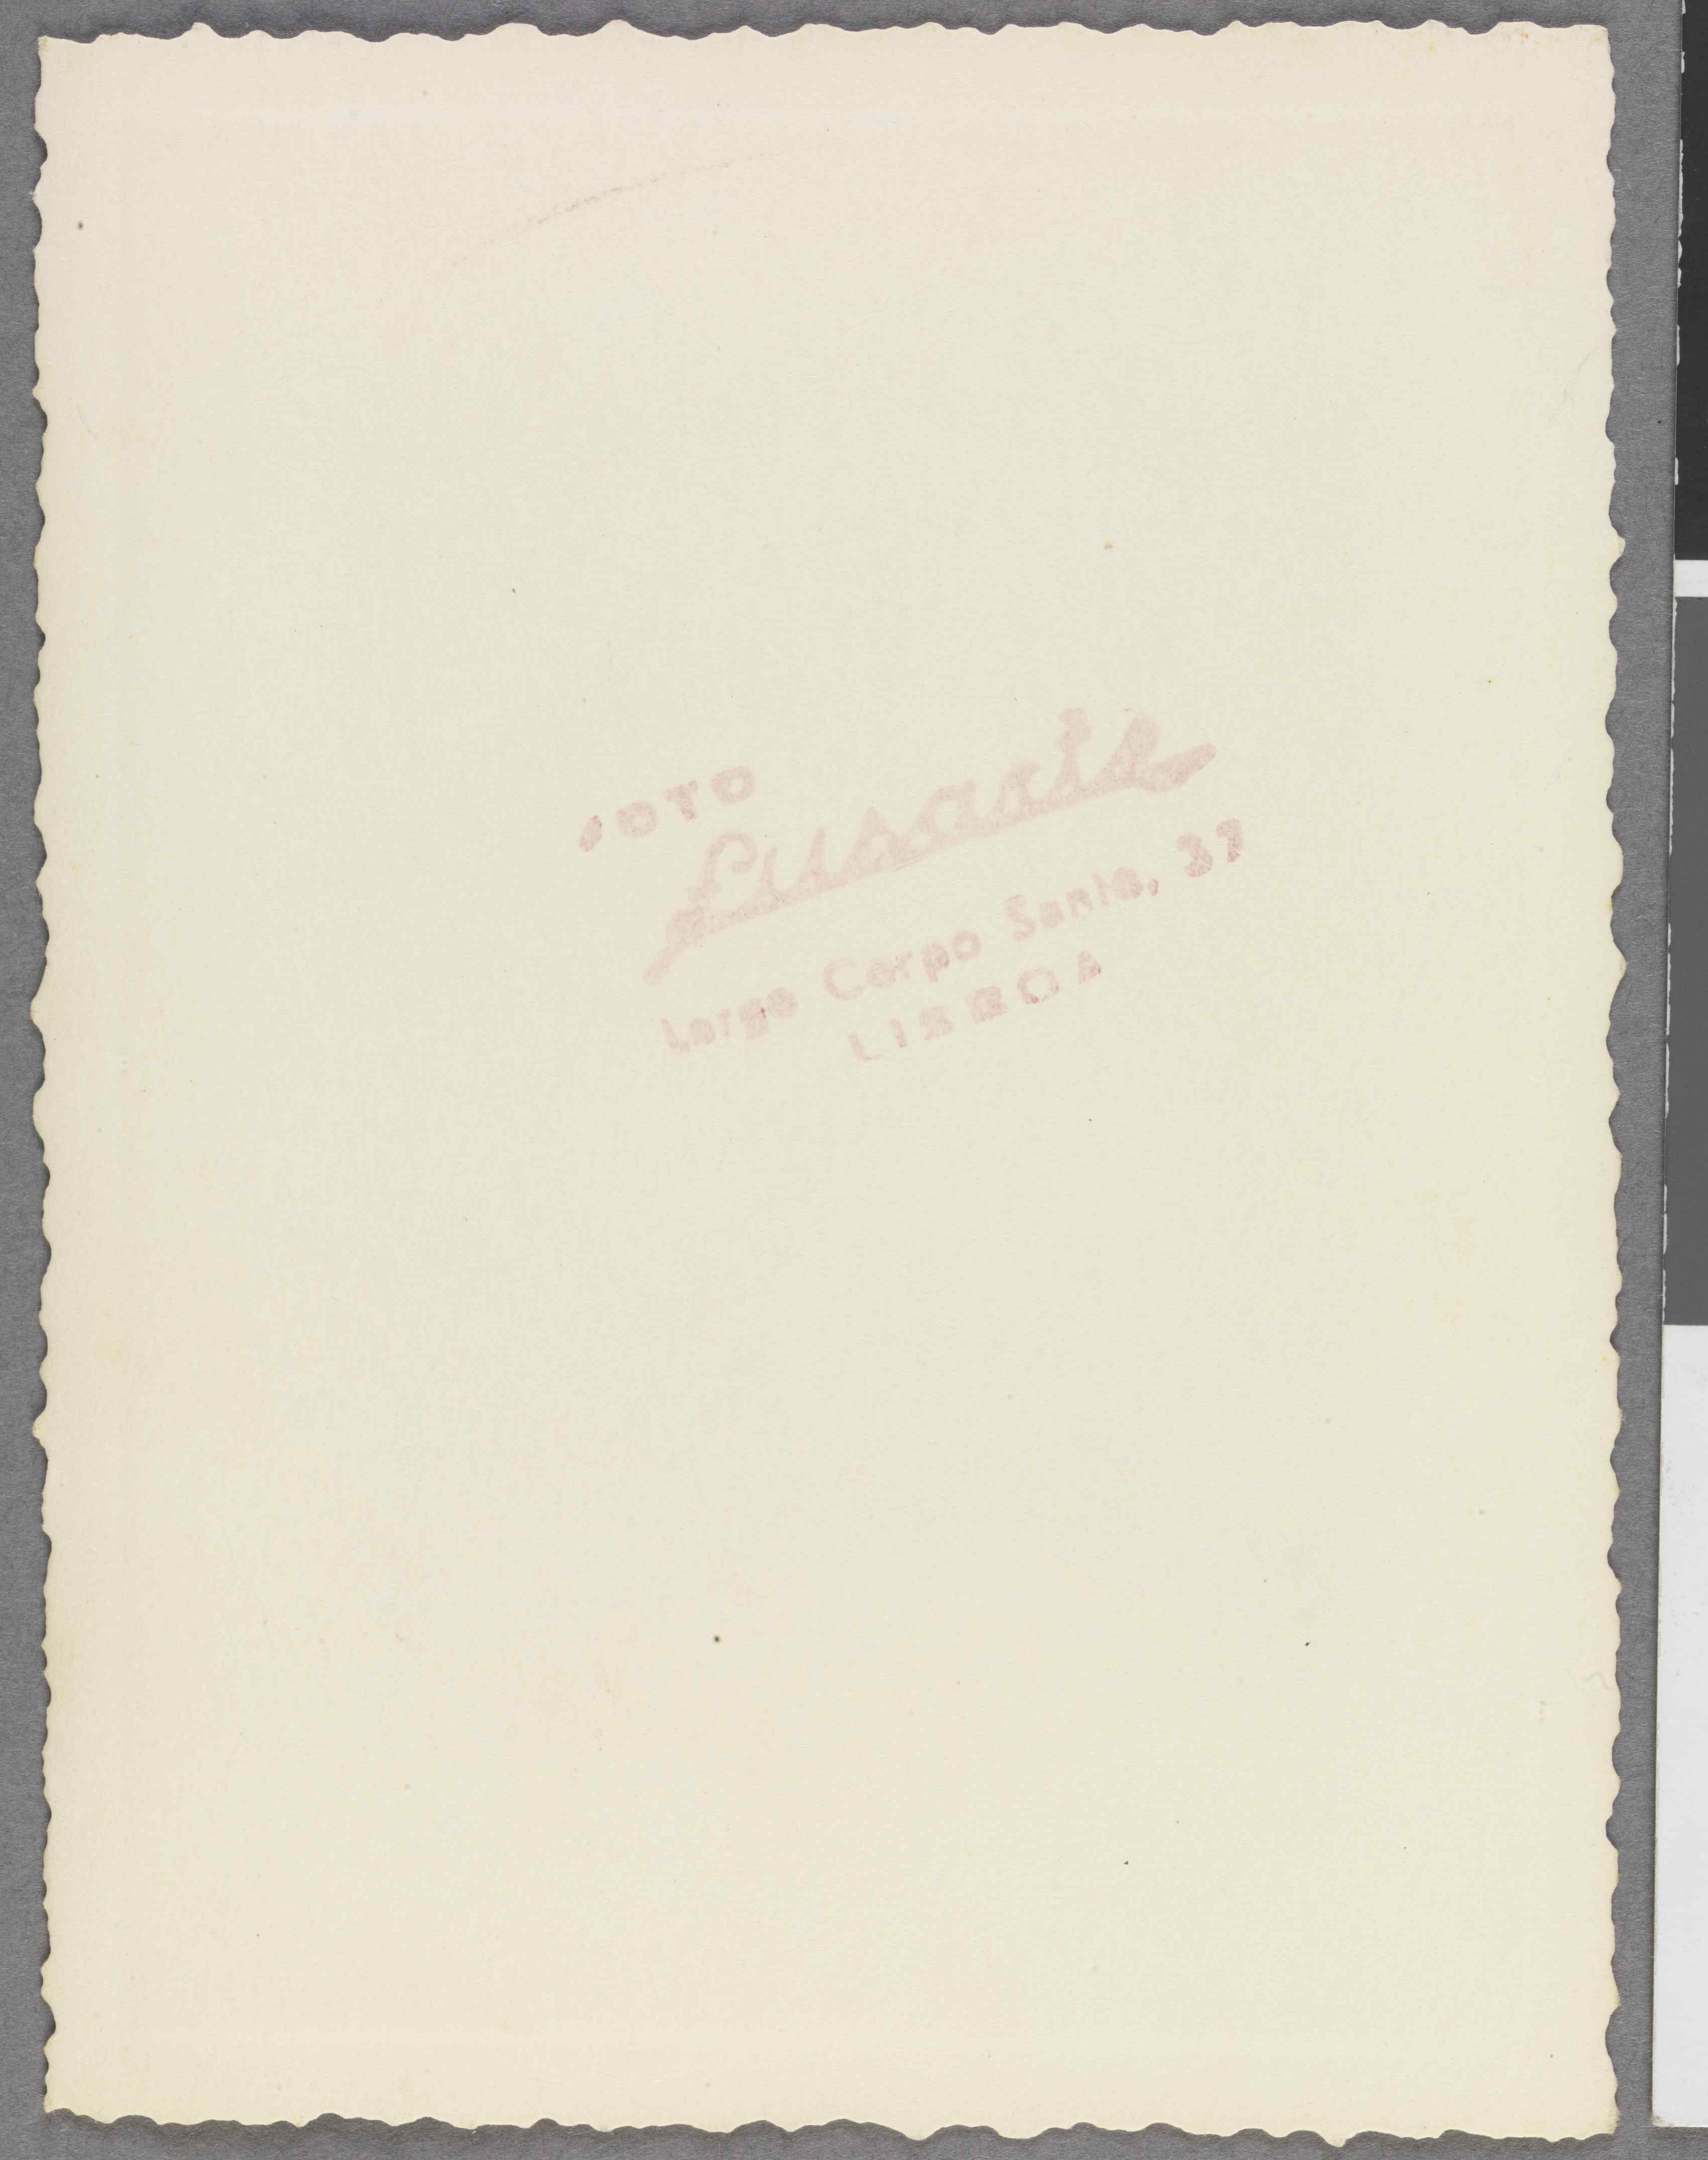 FOTO
Lusarte
Largo Corpo Santo, 37
LISBOA